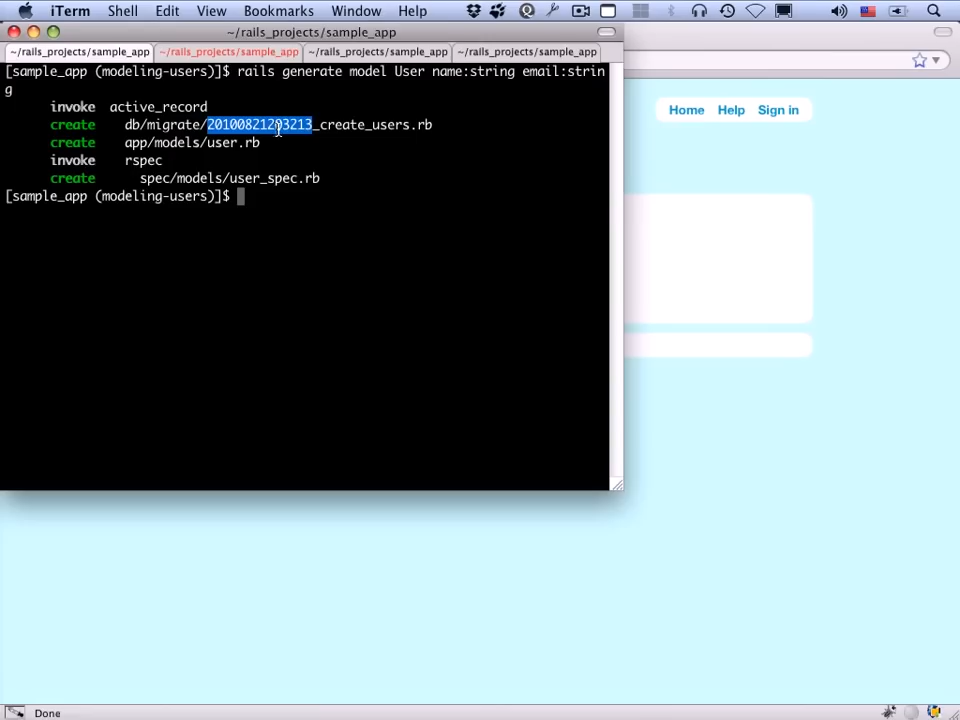 iTerm Shell Edit View Bookmarks Window Help
~/rails_projects/sample_app
~/rails_projects/sample_app ~/rails_projects/sample_app ~/rails_projects/sample_app ~/rails_projects/sample_app
[sample_app (modeling-users)]$ rails generate model User name:string email:strin
g
invoke active_record
create db/migrate/20100821203213_create_users.rb
create app/models/user.rb
invoke rspec
create spec/models/user_spec.rb
[sample_app (modeling-users)]$
Home Help Sign in
Done